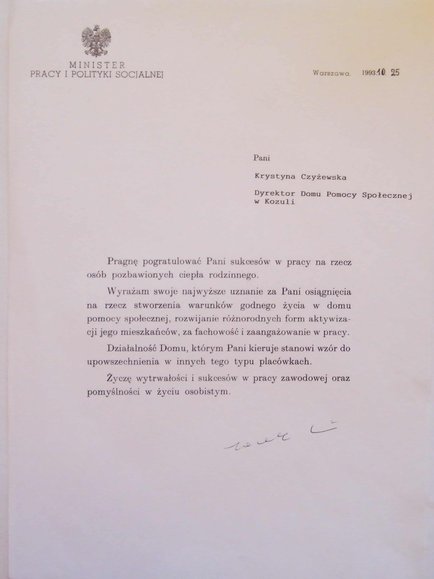 MINISTER
PRACY I POLITYKI SOCJALNEJ
Warszawa, 1993.10.25
Pani
Krystyna Czyżewska
Dyrektor Domu Pomocy Społecznej
w Kozuli
Pragnę pogratulować Pani sukcesów w pracy na rzecz
osób pozbawionych ciepła rodzinnego.
Wyrażam swoje najwyższe uznanie za Pani osiągnięcia
na rzecz stworzenia warunków godnego życia w domu
pomocy społecznej, rozwijanie różnorodnych form aktywiza-
cji jego mieszkańców, za fachowość i zaangażowanie w pracy.
Działalność Domu, którym Pani kieruje stanowi wzór do
upowszechnienia w innych tego typu placówkach.
Życzę wytrwałości i sukcesów w pracy zawodowej oraz
pomyślności w życiu osobistym.